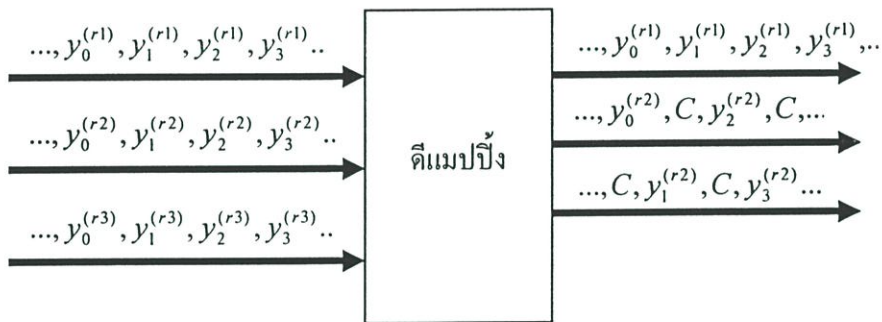 ..., y_0^{(r1)}, y_1^{(r1)}, y_2^{(r1)}, y_3^{(r1)}..
..., y_0^{(r2)}, y_1^{(r2)}, y_2^{(r2)}, y_3^{(r2)}..
..., y_0^{(r3)}, y_1^{(r3)}, y_2^{(r3)}, y_3^{(r3)}..
ดีแมปปิ้ง
..., y_0^{(r1)}, y_1^{(r1)}, y_2^{(r1)}, y_3^{(r1)},..
..., y_0^{(r2)}, C, y_2^{(r2)}, C,...
..., C, y_1^{(r2)}, C, y_3^{(r2)}...